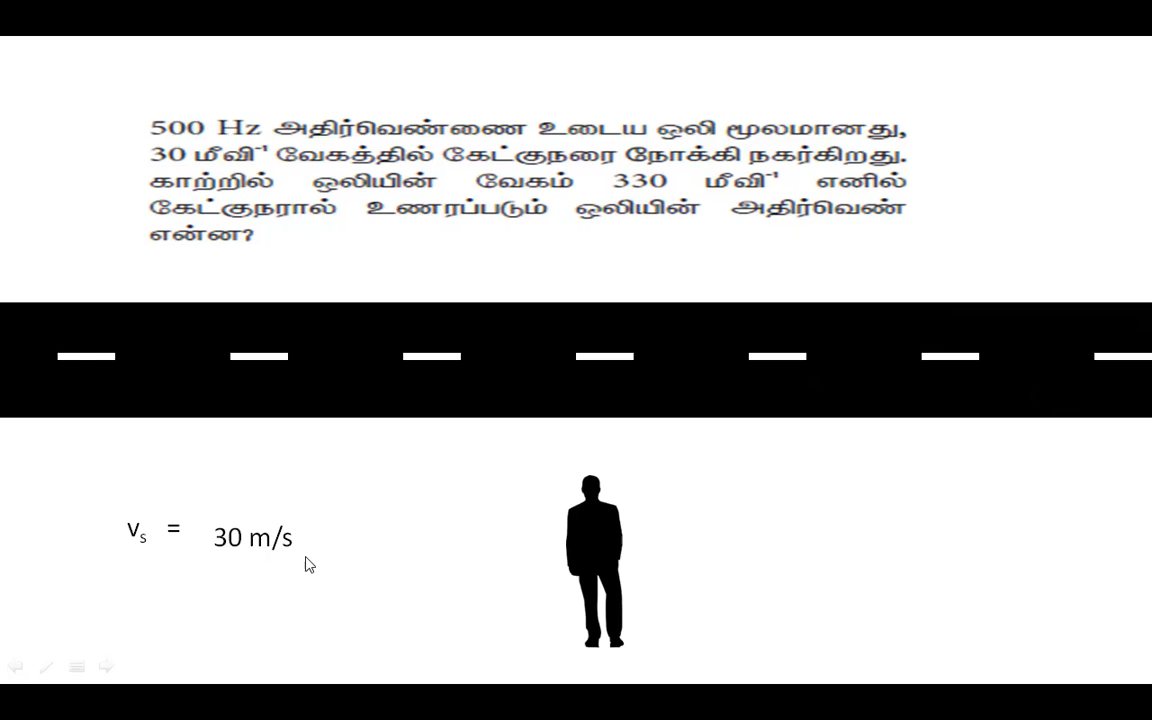 500 Hz அதிர்வெண்ணை உடைய ஒலி மூலமானது,
30 மீவி⁻¹ வேகத்தில் கேட்குநரை நோக்கி நகர்கிறது.
காற்றில் ஒலியின் வேகம் 330 மீவி⁻¹ எனில்
கேட்குநரால் உணரப்படும் ஒலியின் அதிர்வெண்
என்ன?
vₛ = 30 m/s